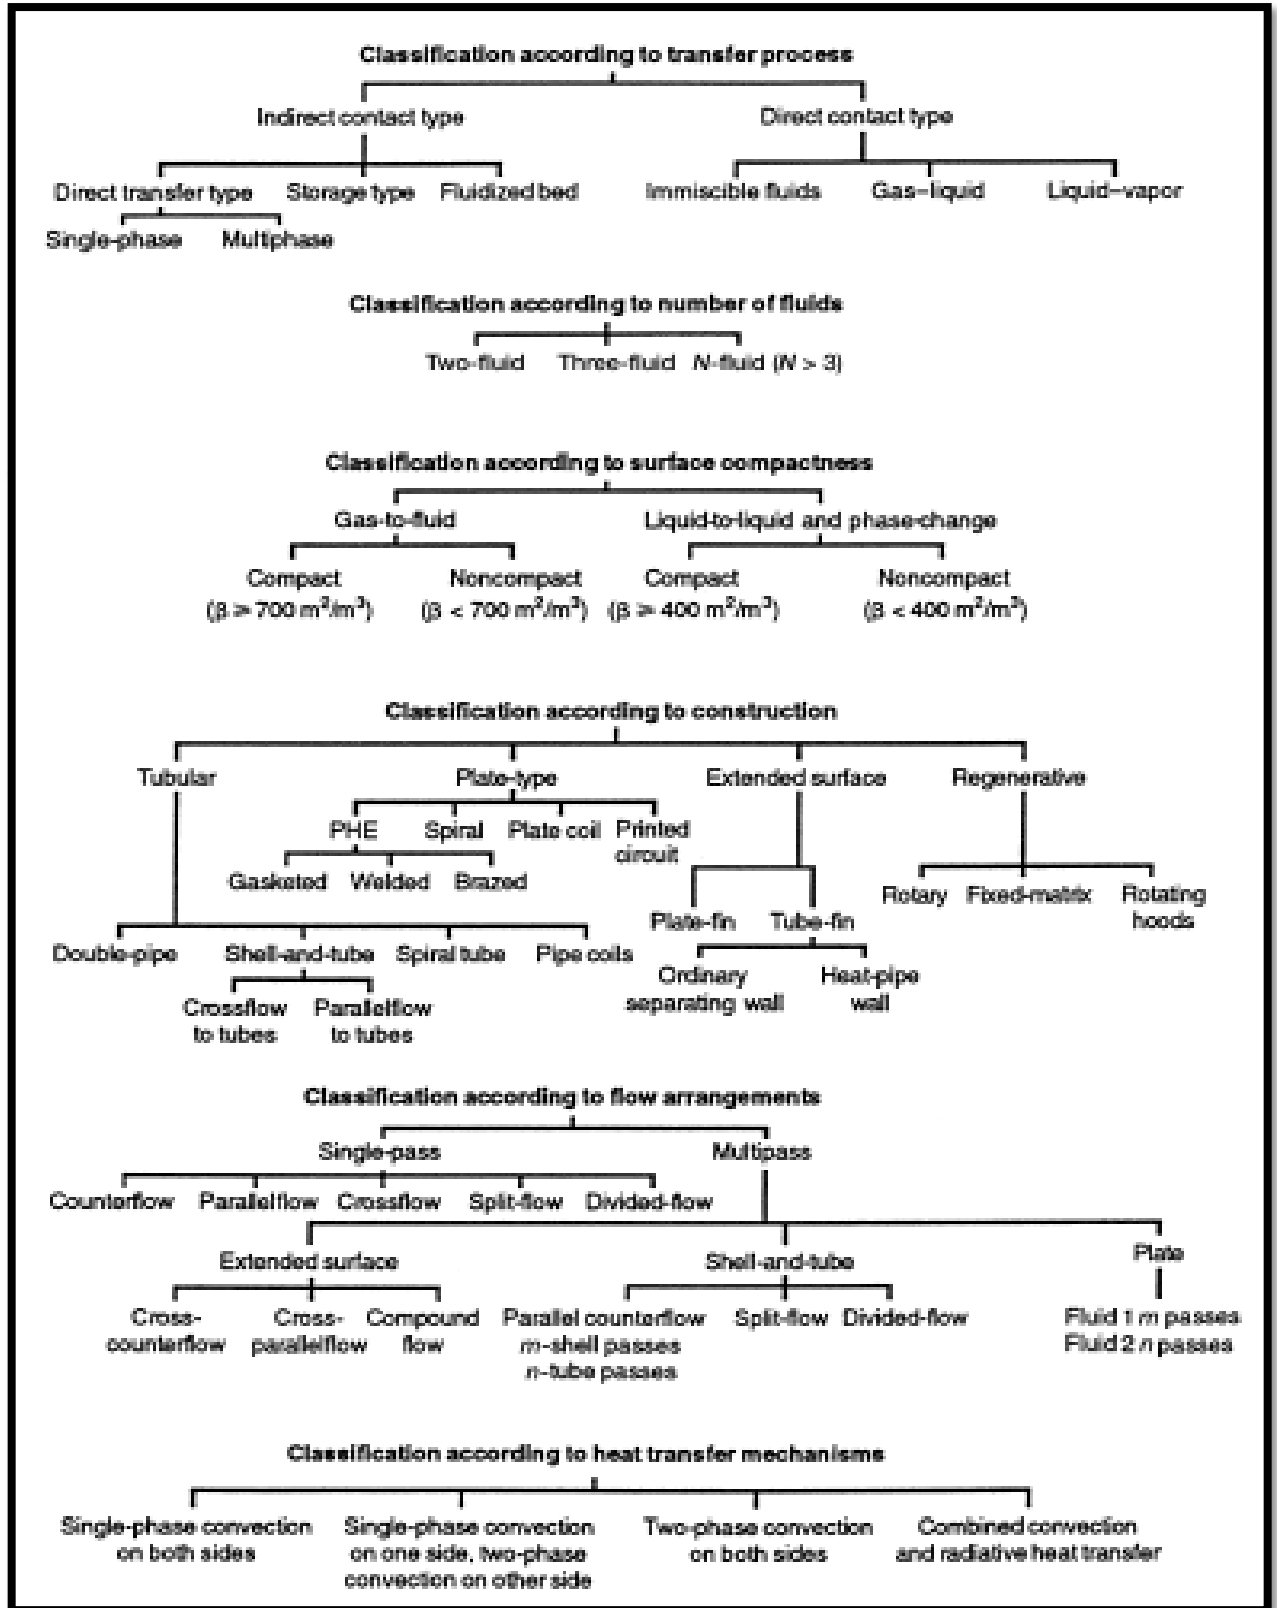 Classification according to transfer process
Indirect contact type Direct contact type
Direct transfer type Storage type Fluidized bed Immiscible fluids Gas–liquid Liquid–vapor
Single-phase Multiphase
Classification according to number of fluids
Two-fluid Three-fluid N-fluid (N > 3)
Classification according to surface compactness
Gas-to-fluid Liquid-to-liquid and phase-change
Compact Noncompact Compact Noncompact
(β ≥ 700 m²/m³) (β < 700 m²/m³) (β ≥ 400 m²/m³) (β < 400 m²/m³)
Classification according to construction
Tubular Plate-type Extended surface Regenerative
PHE Spiral Plate coil Printed
circuit
Gasketed Welded Brazed
Rotary Fixed-matrix Rotating
hoods
Plate-fin Tube-fin
Double-pipe Shell-and-tube Spiral tube Pipe coils
Ordinary Heat-pipe
separating wall wall
Crossflow Parallelflow
to tubes to tubes
Classification according to flow arrangements
Single-pass Multipass
Counterflow Parallelflow Crossflow Split-flow Divided-flow
Extended surface Shell-and-tube Plate
Cross- Cross- Compound Parallel counterflow Split-flow Divided-flow Fluid 1 m passes
counterflow parallelflow flow m-shell passes Fluid 2 n passes
n-tube passes
Classification according to heat transfer mechanisms
Single-phase convection Single-phase convection Two-phase convection Combined convection
on both sides on one side, two-phase on both sides and radiative heat transfer
convection on other side